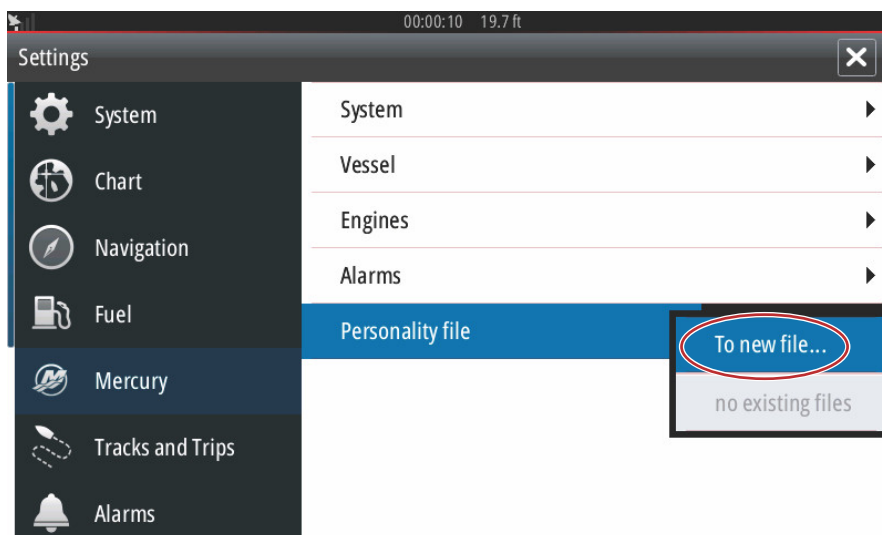 00:00:10 19.7 ft
Settings
System
Chart
Navigation
Fuel
Mercury
Tracks and Trips
Alarms
System
Vessel
Engines
Alarms
Personality file
To new file...
no existing files